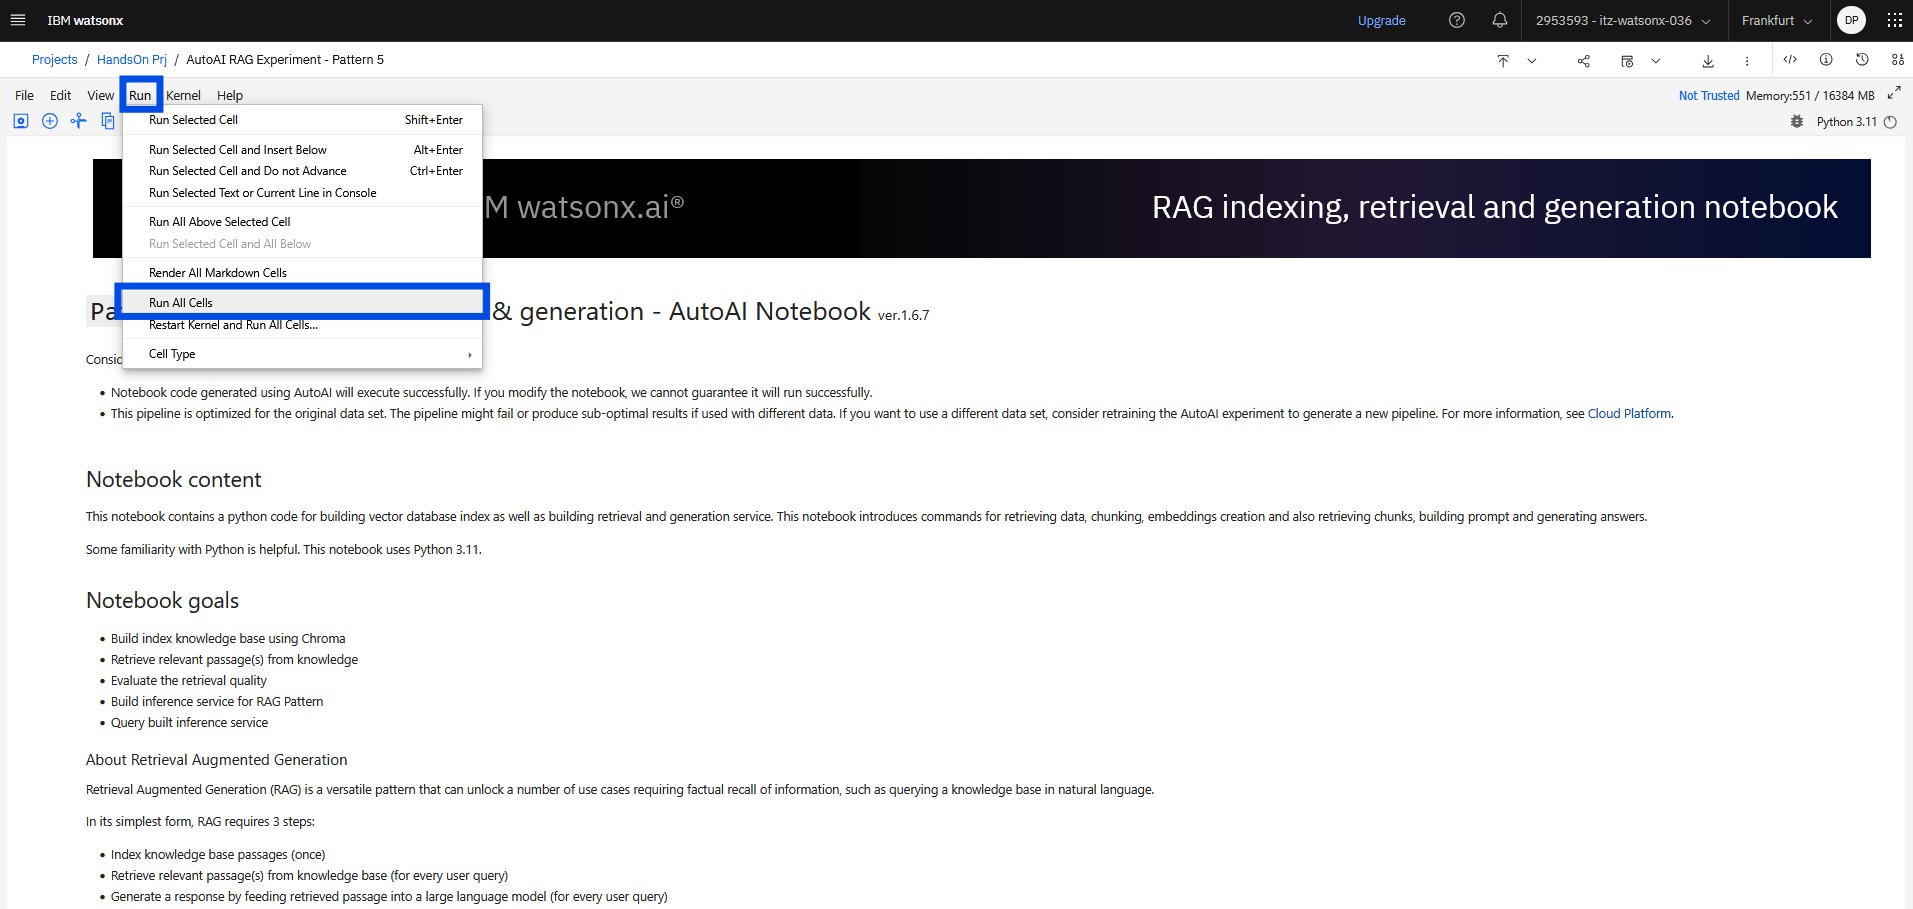 IBM watsonx
Upgrade
2953593 - itz-watsonx-036
Frankfurt
DP
Projects / HandsOn Prj / AutoAI RAG Experiment - Pattern 5
File Edit View Run Kernel Help
Not Trusted Memory:551 / 16384 MB
Python 3.11
Run Selected Cell Shift+Enter
Run Selected Cell and Insert Below Alt+Enter
Run Selected Cell and Do not Advance Ctrl+Enter
Run Selected Text or Current Line in Console
Run All Above Selected Cell
Run Selected Cell and All Below
Render All Markdown Cells
Run All Cells
Restart Kernel and Run All Cells...
Cell Type
M watsonx.ai®
RAG indexing, retrieval and generation notebook
Pa & generation - AutoAI Notebook ver.1.6.7
Consid
• Notebook code generated using AutoAI will execute successfully. If you modify the notebook, we cannot guarantee it will run successfully.
• This pipeline is optimized for the original data set. The pipeline might fail or produce sub-optimal results if used with different data. If you want to use a different data set, consider retraining the AutoAI experiment to generate a new pipeline. For more information, see Cloud Platform.
Notebook content
This notebook contains a python code for building vector database index as well as building retrieval and generation service. This notebook introduces commands for retrieving data, chunking, embeddings creation and also retrieving chunks, building prompt and generating answers.
Some familiarity with Python is helpful. This notebook uses Python 3.11.
Notebook goals
• Build index knowledge base using Chroma
• Retrieve relevant passage(s) from knowledge
• Evaluate the retrieval quality
• Build inference service for RAG Pattern
• Query built inference service
About Retrieval Augmented Generation
Retrieval Augmented Generation (RAG) is a versatile pattern that can unlock a number of use cases requiring factual recall of information, such as querying a knowledge base in natural language.
In its simplest form, RAG requires 3 steps:
• Index knowledge base passages (once)
• Retrieve relevant passage(s) from knowledge base (for every user query)
• Generate a response by feeding retrieved passage into a large language model (for every user query)